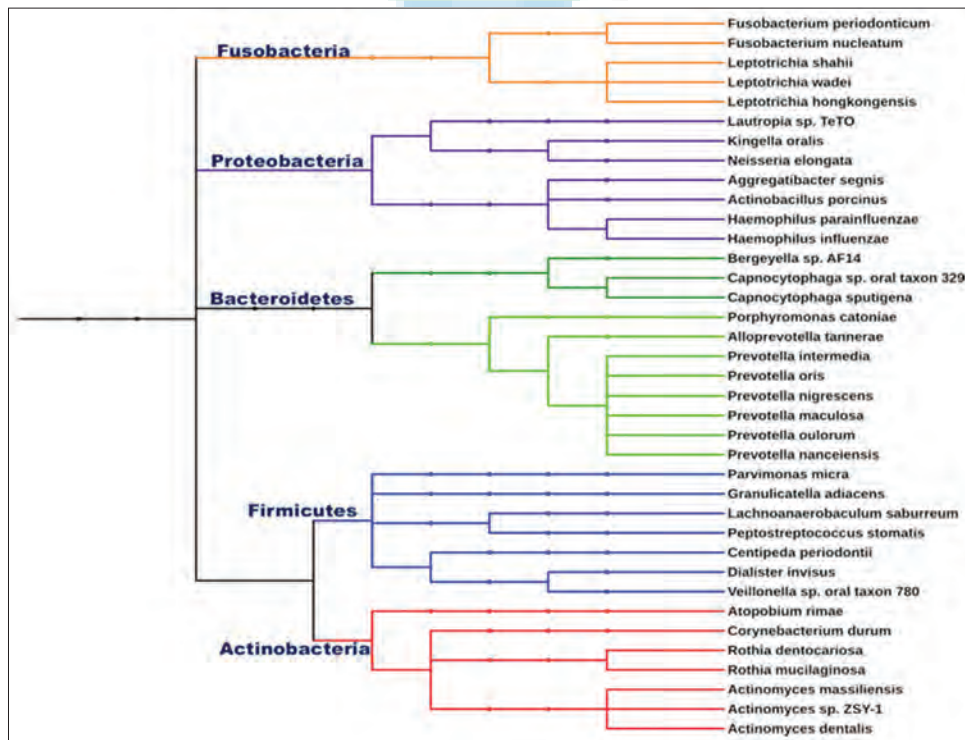 Fusobacterium periodonticum
Fusobacteria
Fusobacterium nucleatum
Leptotrichia shahii
Leptotrichia wadei
Leptotrichia hongkongensis
Lautropia sp. TeTO
Kingella oralis
Proteobacteria
Neisseria elongata
Aggregatibacter segnis
Actinobacillus porcinus
Haemophilus parainfluenzae
Haemophilus influenzae
Bergeyella sp. AF14
Capnocytophaga sp. oral taxon 329
Bacteroidetes
Capnocytophaga sputigena
Porphyromonas catoniae
Alloprevotella tannerae
Prevotella intermedia
Prevotella oris
Prevotella nigrescens
Prevotella maculosa
Prevotella oulorum
Prevotella nanceiensis
Parvimonas micra
Granulicatella adiacens
Firmicutes
Lachnoanaerobaculum saburreum
Peptostreptococcus stomatis
Centipeda periodontii
Dialister invisus
Veillonella sp. oral taxon 780
Atopobium rimae
Corynebacterium durum
Actinobacteria
Rothia dentocariosa
Rothia mucilaginosa
Actinomyces massiliensis
Actinomyces sp. ZSY-1
Actinomyces dentalis